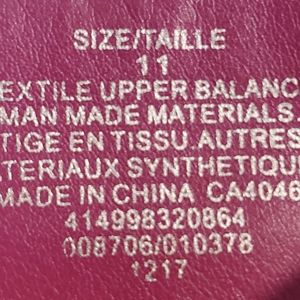 SIZE/TAILLE
11
EXTILE UPPER BALANC
MAN MADE MATERIALS
TIGE EN TISSU AUTRES
ATERIAUX SYNTHETIQU
MADE IN CHINA CA4046
414998320864
008706/010378
1217